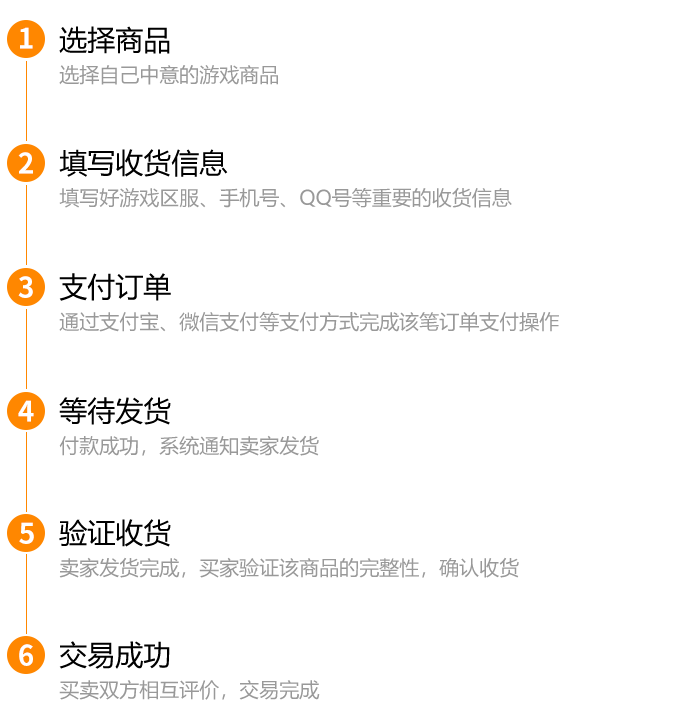 1 选择商品
选择自己中意的游戏商品
2 填写收货信息
填写好游戏区服、手机号、QQ号等重要的收货信息
3 支付订单
通过支付宝、微信支付等支付方式完成该笔订单支付操作
4 等待发货
付款成功，系统通知卖家发货
5 验证收货
卖家发货完成，买家验证该商品的完整性，确认收货
6 交易成功
买卖双方相互评价，交易完成